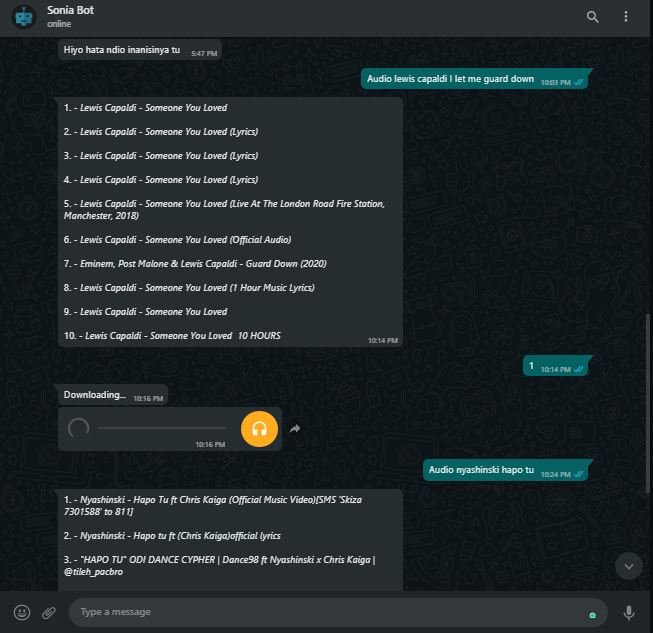 Sonia Bot
online
Hiyo hata ndio inanisinya tu 5:47 PM
Audio lewis capaldi I let me guard down 10:03 PM
1. - Lewis Capaldi - Someone You Loved
2. - Lewis Capaldi - Someone You Loved (Lyrics)
3. - Lewis Capaldi - Someone You Loved (Lyrics)
4. - Lewis Capaldi - Someone You Loved (Lyrics)
5. - Lewis Capaldi - Someone You Loved (Live At The London Road Fire Station,
Manchester, 2018)
6. - Lewis Capaldi - Someone You Loved (Official Audio)
7. - Eminem, Post Malone & Lewis Capaldi - Guard Down (2020)
8. - Lewis Capaldi - Someone You Loved (1 Hour Music Lyrics)
9. - Lewis Capaldi - Someone You Loved
10. - Lewis Capaldi - Someone You Loved 10 HOURS
10:14 PM
1 10:14 PM
Downloading... 10:16 PM
10:16 PM
Audio nyashinski hapo tu 10:24 PM
1. - Nyashinski - Hapo Tu ft Chris Kaiga (Official Music Video)[SMS 'Skiza
7301588' to 811]
2. - Nyashinski - Hapo tu ft (Chris Kaiga)official lyrics
3. - "HAPO TU" ODI DANCE CYPHER | Dance98 ft Nyashinski x Chris Kaiga |
@tileh_pacbro
Type a message